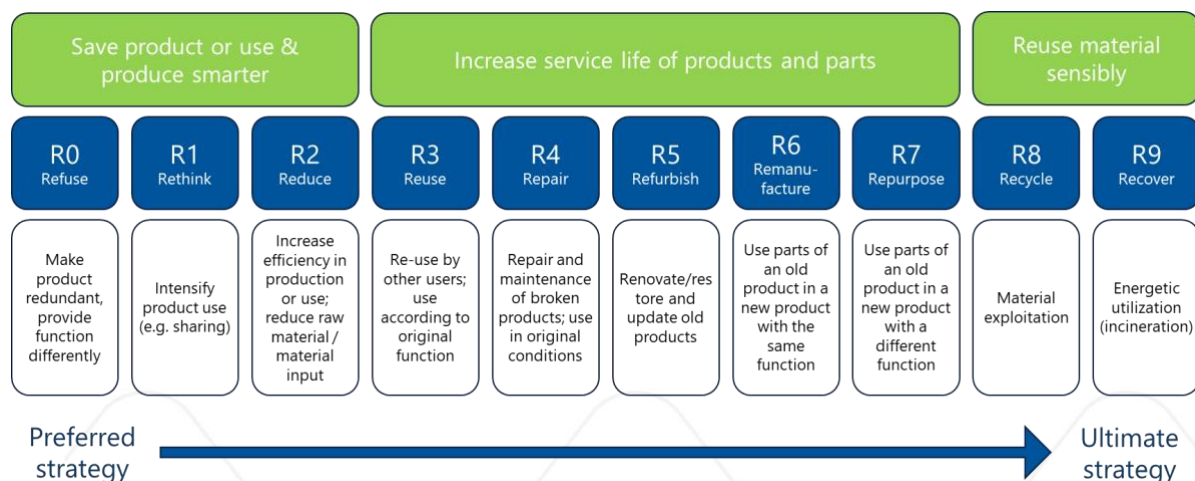 Save product or use &
produce smarter
Increase service life of products and parts
Reuse material
sensibly
R0
Refuse
R1
Rethink
R2
Reduce
R3
Reuse
R4
Repair
R5
Refurbish
R6
Remanu-
facture
R7
Repurpose
R8
Recycle
R9
Recover
Make
product
redundant,
provide
function
differently
Intensify
product use
(e.g. sharing)
Increase
efficiency in
production
or use;
reduce raw
material /
material
input
Re-use by
other users;
use
according to
original
function
Repair and
maintenance
of broken
products; use
in original
conditions
Renovate/res
tore and
update old
products
Use parts of
an old
product in a
new product
with the
same
function
Use parts of
an old
product in a
new product
with a
different
function
Material
exploitation
Energetic
utilization
(incineration)
Preferred
strategy
Ultimate
strategy